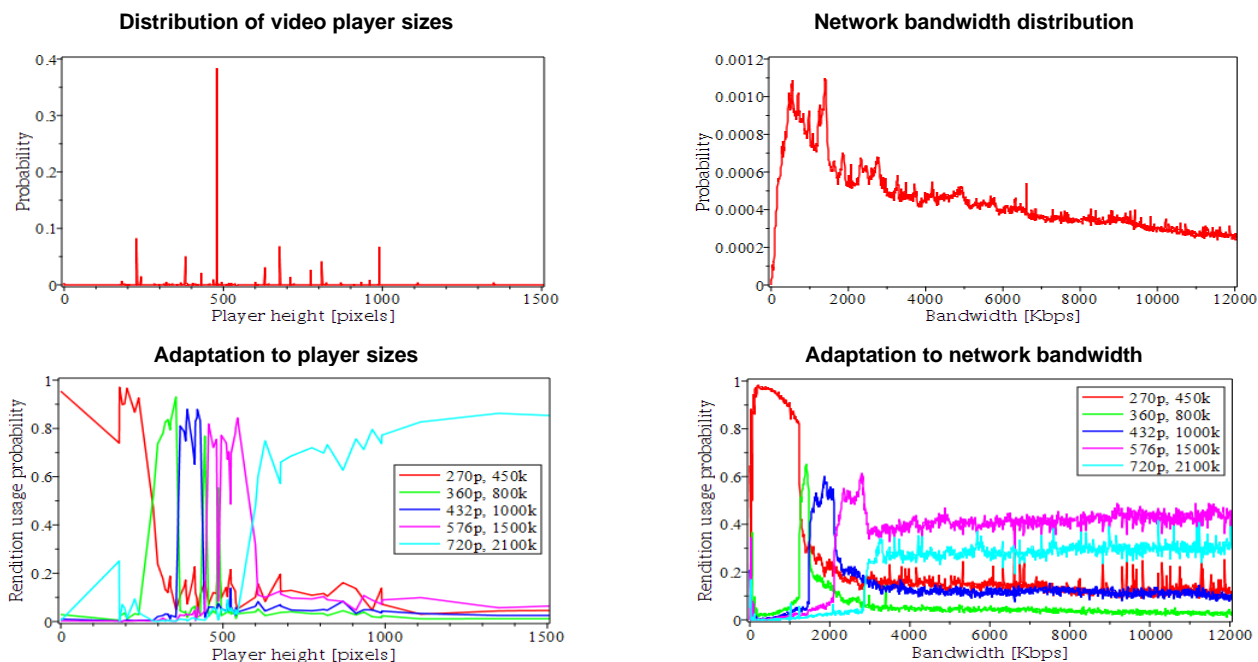 Distribution of video player sizes
0.4
0.3
0.2
0.1
0
Probability
0 500 1000 1500
Player height [pixels]
Network bandwidth distribution
0.0012
0.0010
0.0008
0.0006
0.0004
0.0002
0
Probability
0 2000 4000 6000 8000 10000 12000
Bandwidth [Kbps]
Adaptation to player sizes
1
0.8
0.6
0.4
0.2
0
Rendition usage probability
270p, 450k
360p, 800k
432p, 1000k
576p, 1500k
720p, 2100k
0 500 1000 1500
Player height [pixels]
Adaptation to network bandwidth
1
0.8
0.6
0.4
0.2
0
Rendition usage probability
270p, 450k
360p, 800k
432p, 1000k
576p, 1500k
720p, 2100k
0 2000 4000 6000 8000 10000 12000
Bandwidth [Kbps]